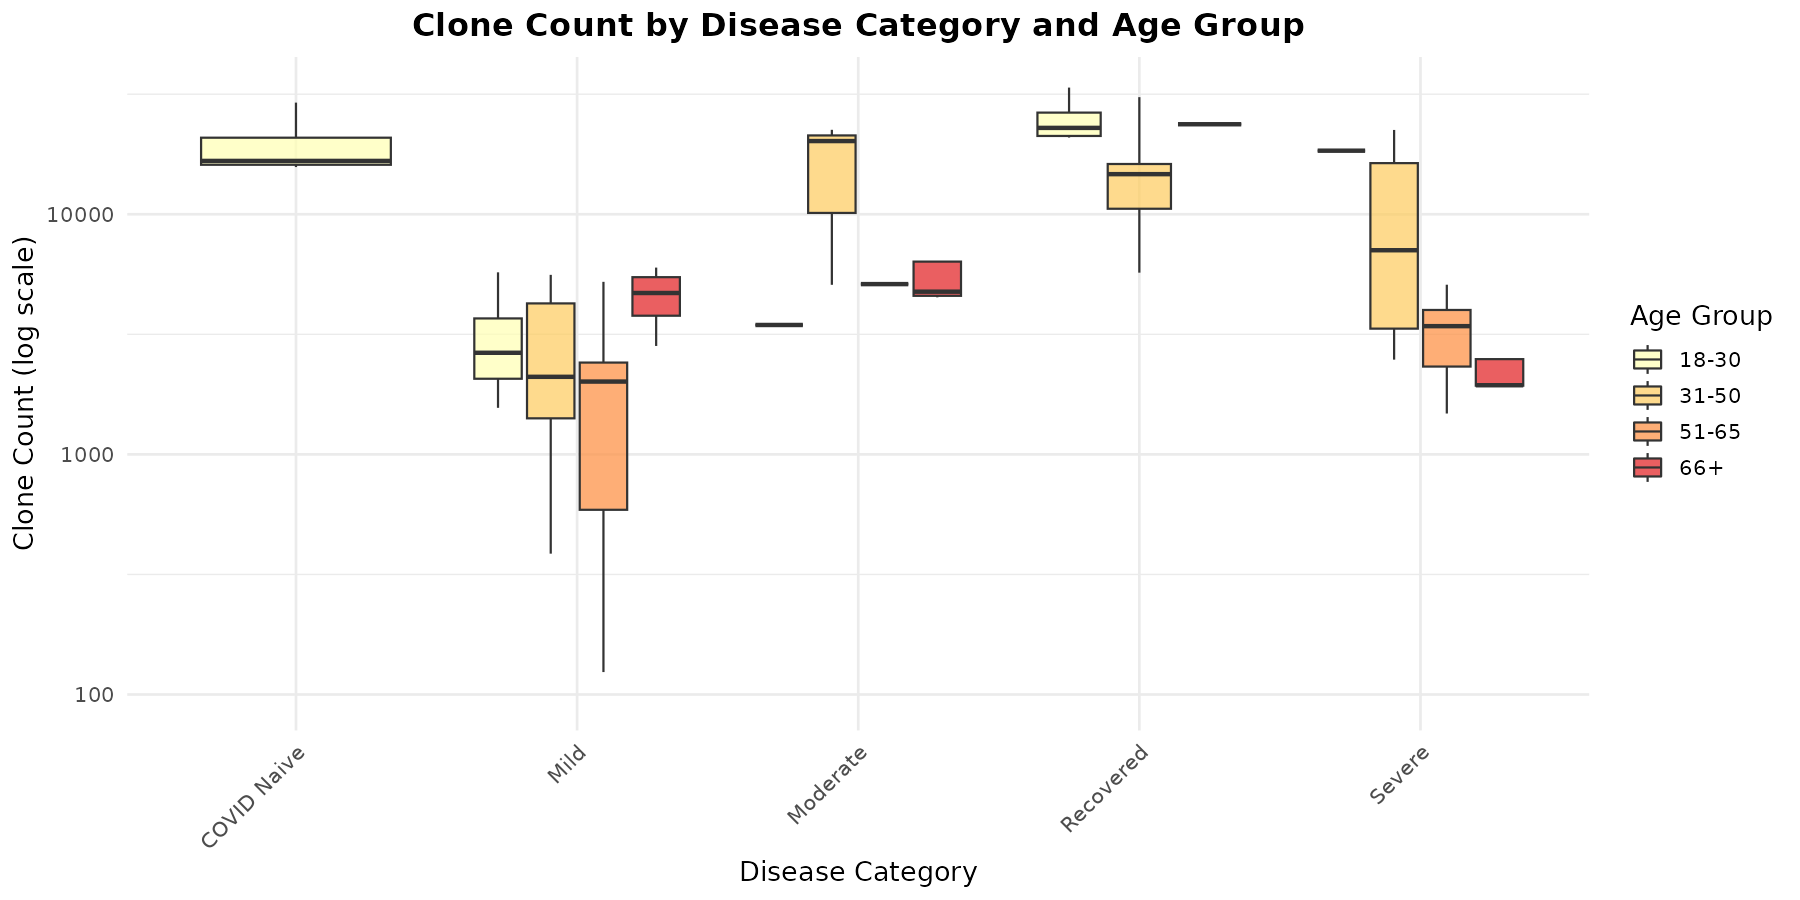 Clone Count by Disease Category and Age Group
Clone Count (log scale)
10000
1000
100
COVID Naive
Mild
Moderate
Recovered
Severe
Disease Category
Age Group
18-30
31-50
51-65
66+